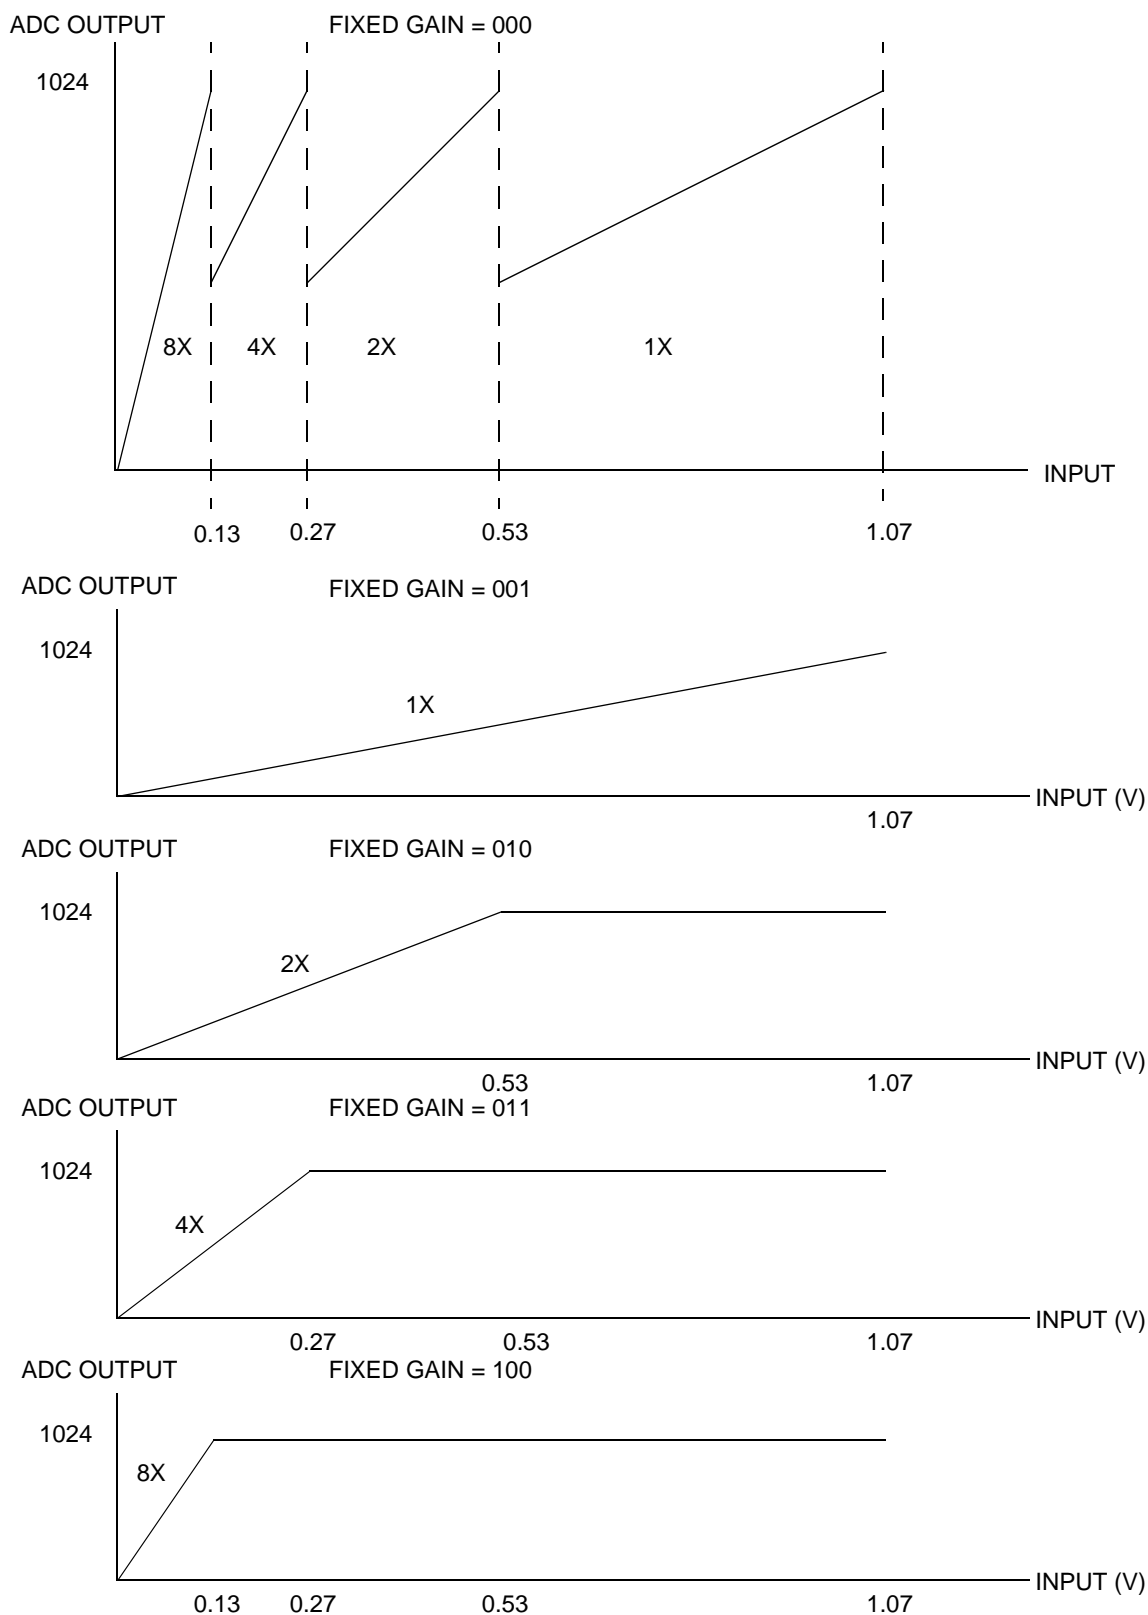 ADC OUTPUT FIXED GAIN = 000
1024
8X 4X 2X 1X
INPUT
0.13 0.27 0.53 1.07
ADC OUTPUT FIXED GAIN = 001
1024
1X
INPUT (V)
1.07
ADC OUTPUT FIXED GAIN = 010
1024
2X
INPUT (V)
0.53 1.07
ADC OUTPUT FIXED GAIN = 011
1024
4X
INPUT (V)
0.27 0.53 1.07
ADC OUTPUT FIXED GAIN = 100
1024
8X
INPUT (V)
0.13 0.27 0.53 1.07